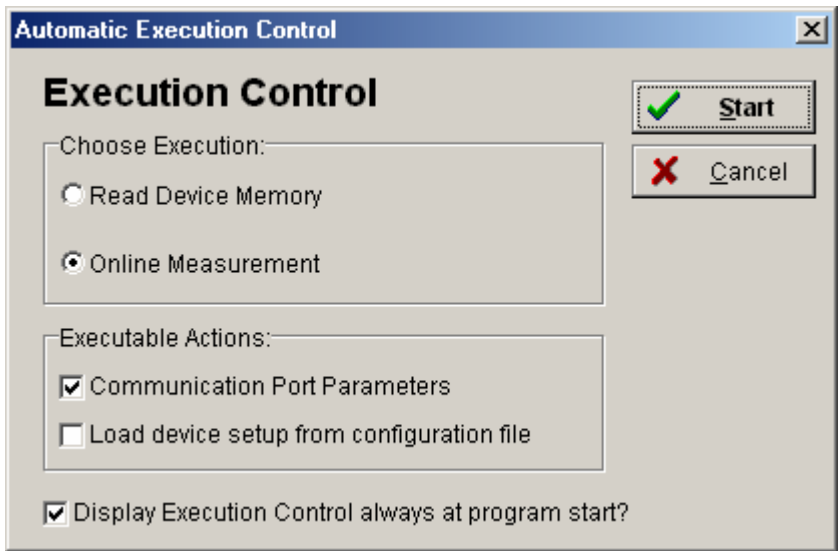 Automatic Execution Control
Execution Control
Start
Choose Execution:
Cancel
Read Device Memory
Online Measurement
Executable Actions:
Communication Port Parameters
Load device setup from configuration file
Display Execution Control always at program start?